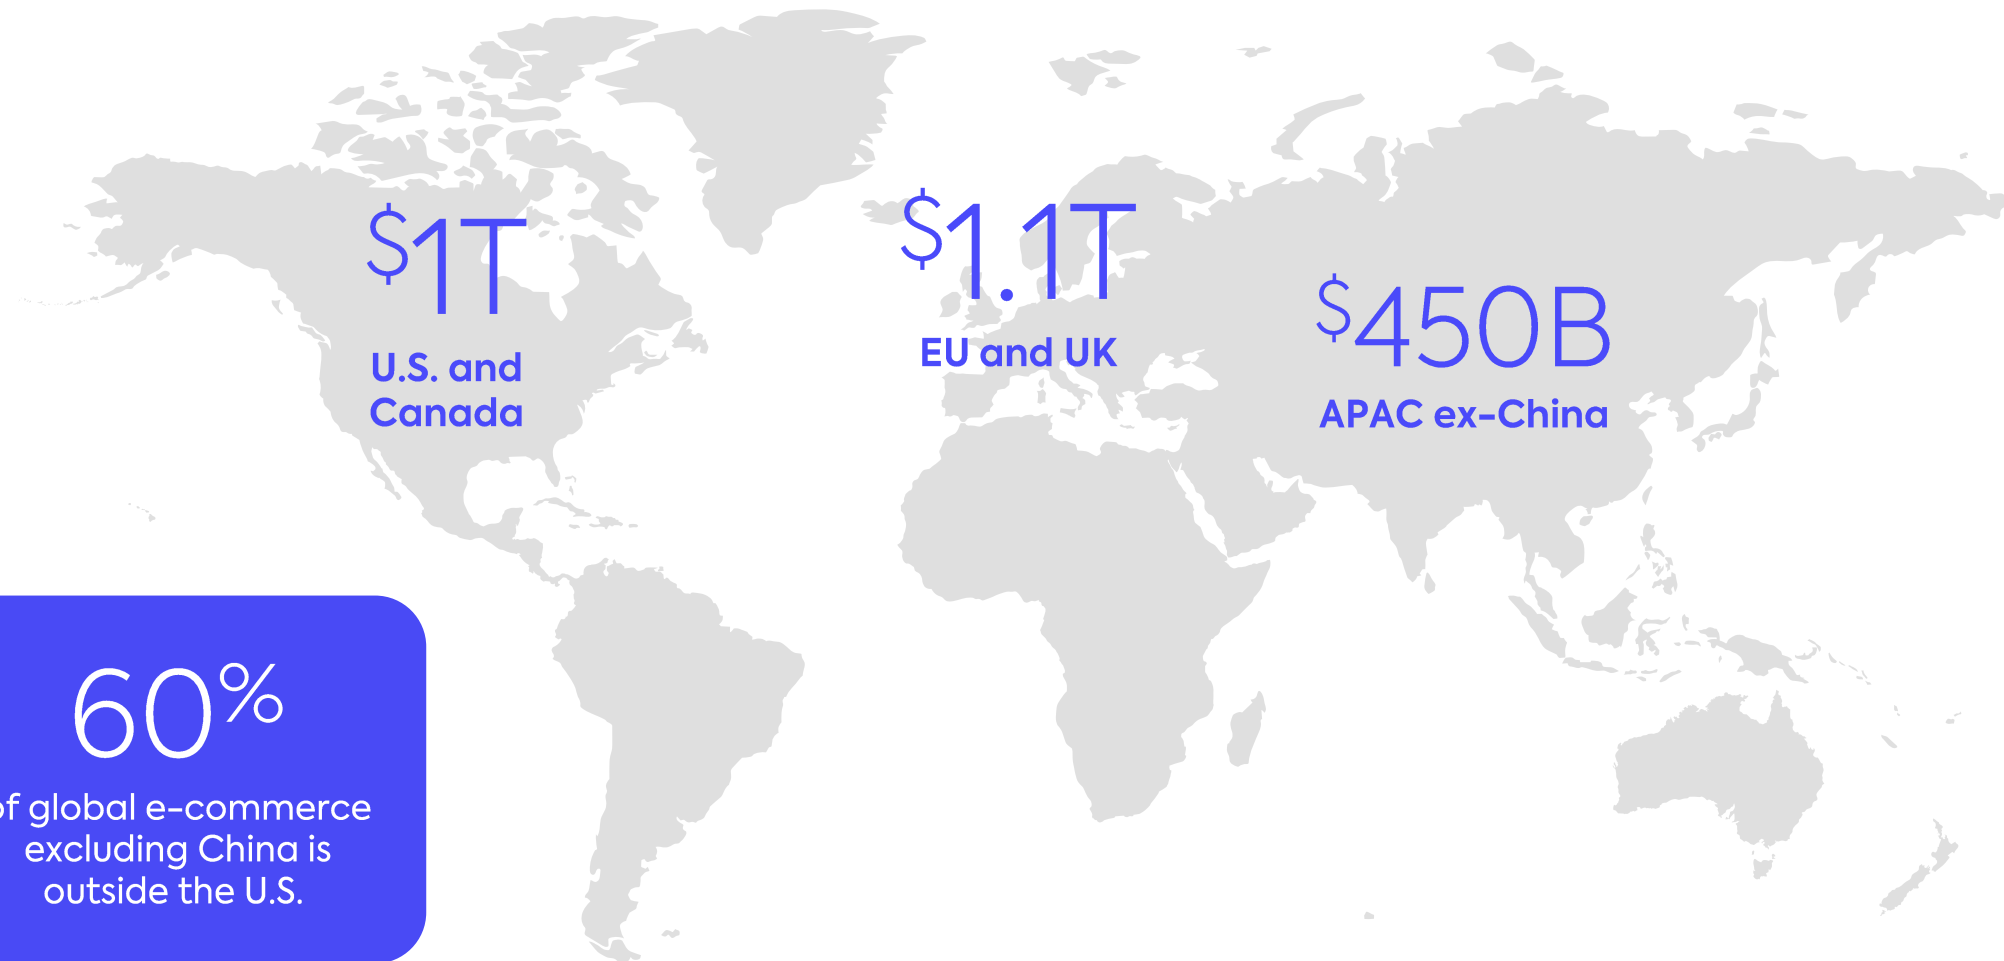 $1T
U.S. and
Canada
$1.1T
EU and UK
$450B
APAC ex-China
60%
of global e-commerce
excluding China is
outside the U.S.